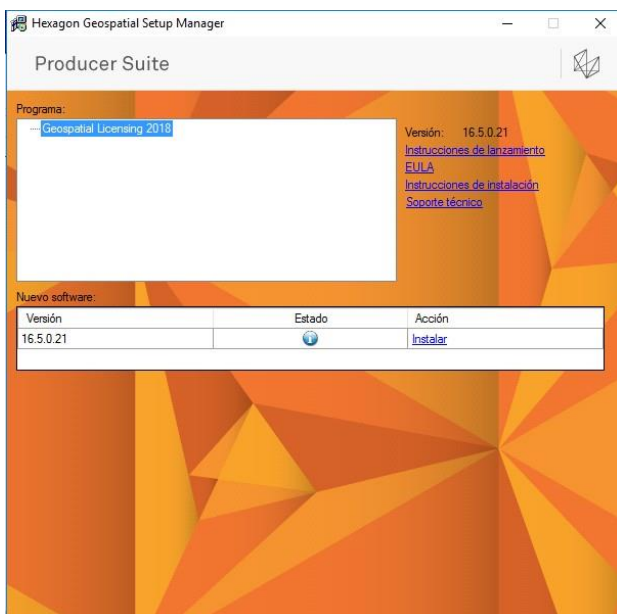 Hexagon Geospatial Setup Manager
Producer Suite
Programa:
Geospatial Licensing 2018
Versión: 16.5.0.21
Instrucciones de lanzamiento
EULA
Instrucciones de instalación
Soporte técnico
Nuevo software:
Versión Estado Acción
16.5.0.21 Instalar